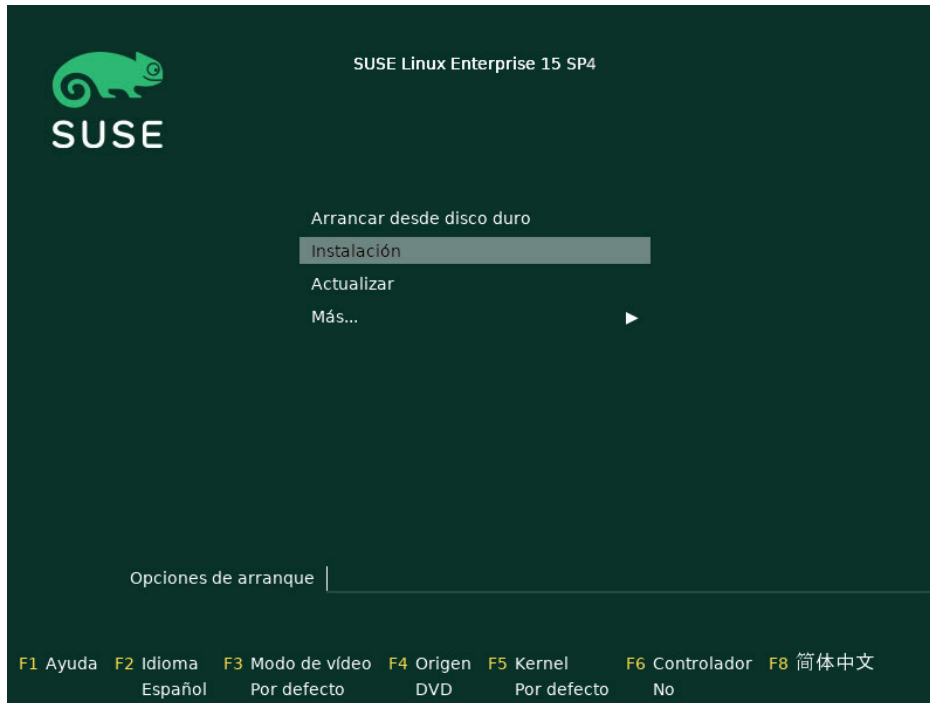 SUSE
SUSE Linux Enterprise 15 SP4
Arrancar desde disco duro
Instalación
Actualizar
Más...
Opciones de arranque
F1 Ayuda F2 Idioma F3 Modo de vídeo F4 Origen F5 Kernel F6 Controlador F8 简体中文
Español Por defecto DVD Por defecto No